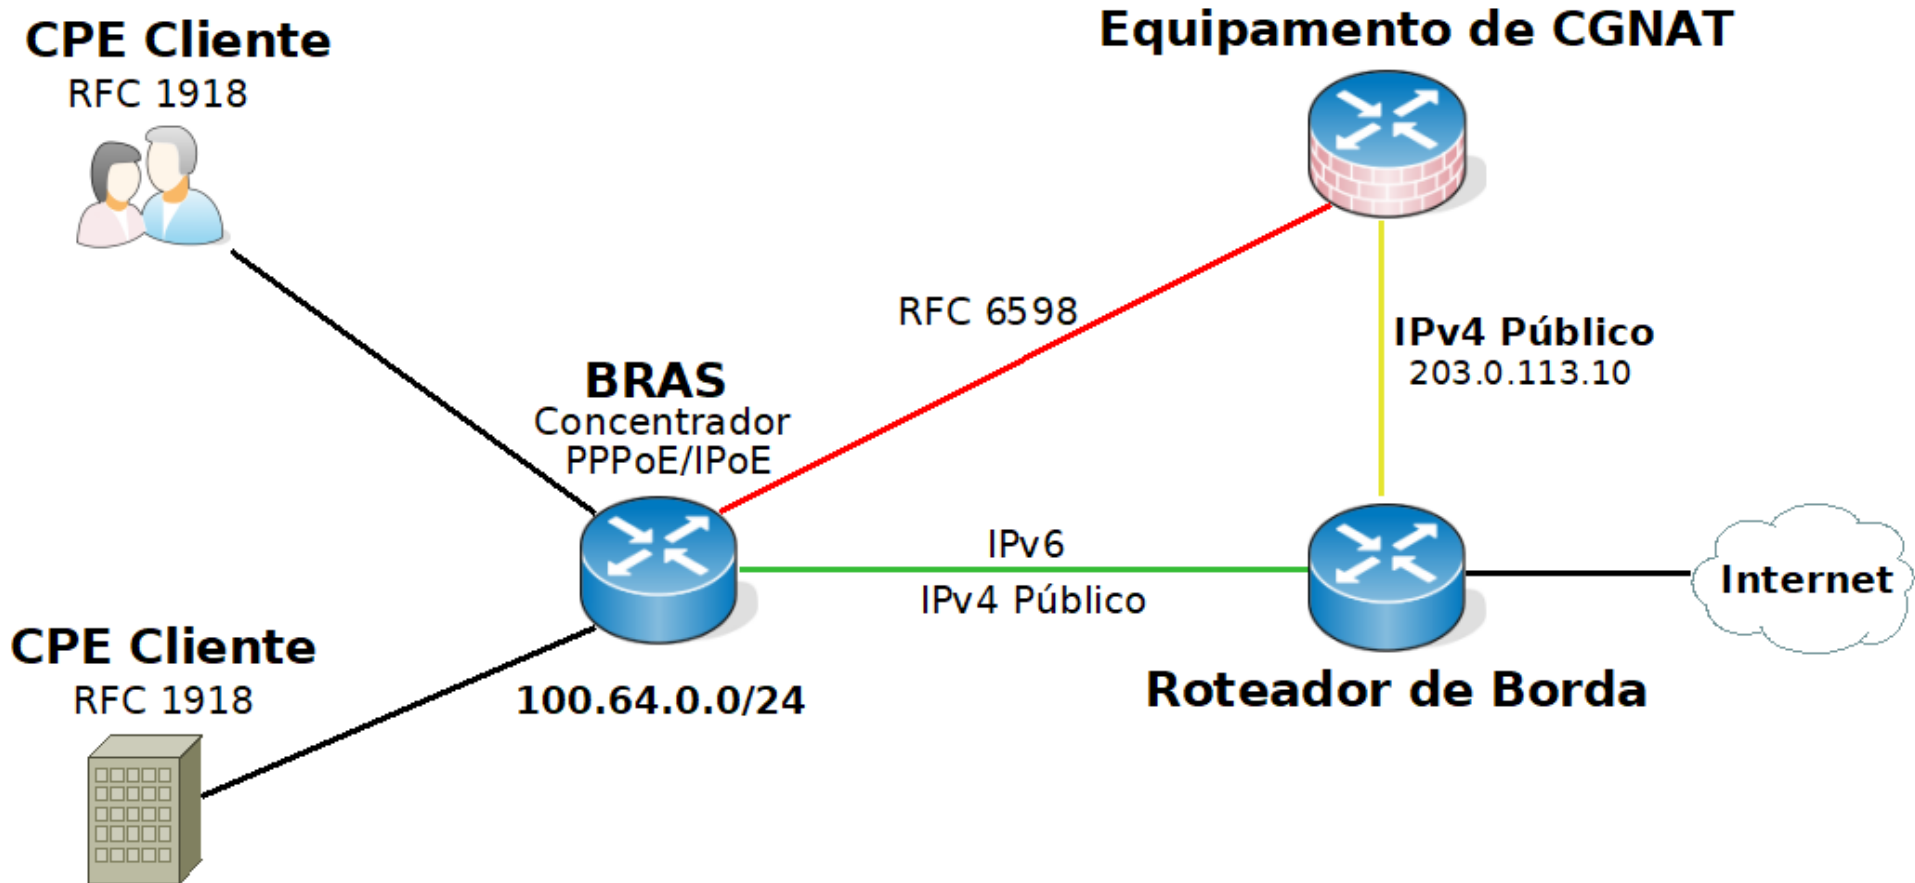 CPE Cliente
RFC 1918
Equipamento de CGNAT
RFC 6598
IPv4 Público
203.0.113.10
BRAS
Concentrador
PPPoE/IPoE
IPv6
IPv4 Público
Internet
CPE Cliente
RFC 1918
100.64.0.0/24
Roteador de Borda